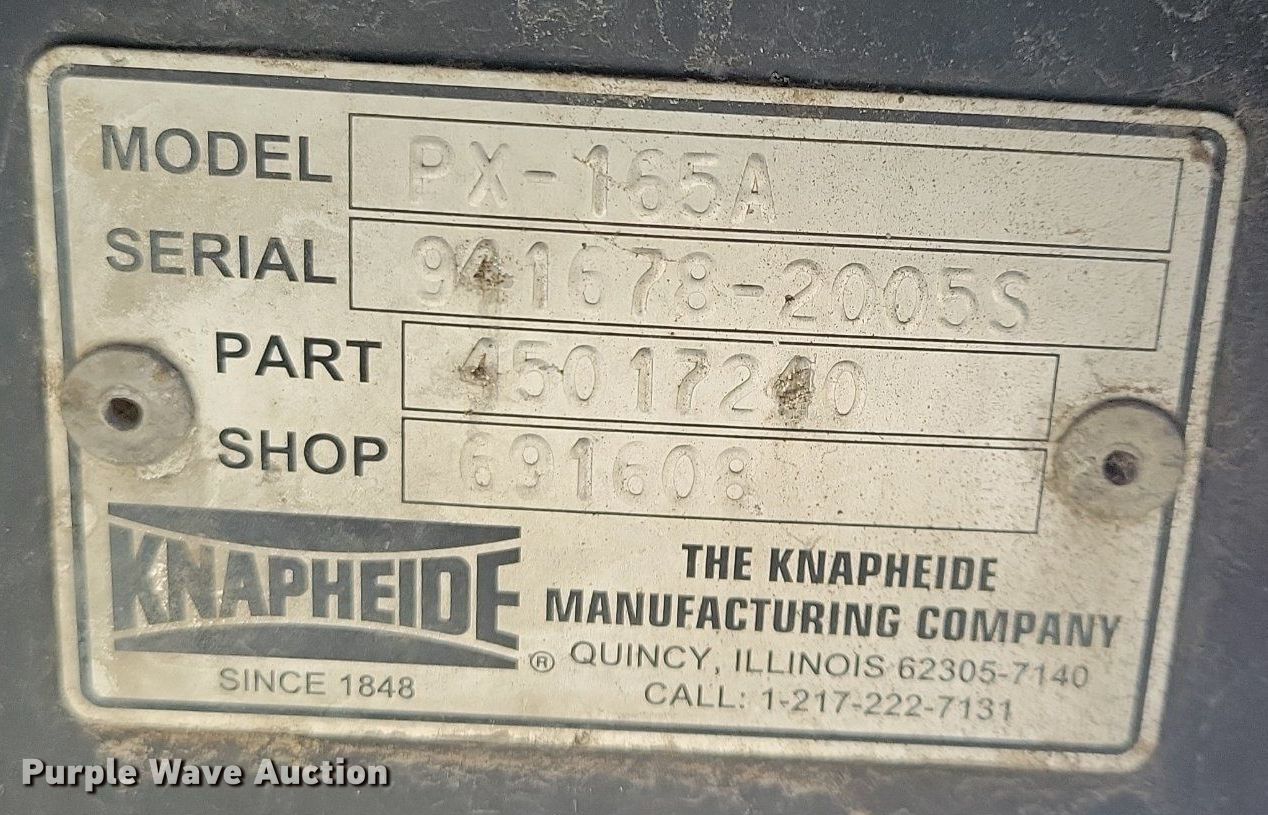 MODEL PX-165A
SERIAL 941678-2005S
PART 45017240
SHOP 691608
KNAPHEIDE ®
SINCE 1848
THE KNAPHEIDE
MANUFACTURING COMPANY
QUINCY, ILLINOIS 62305-7140
CALL: 1-217-222-7131
Purple Wave Auction